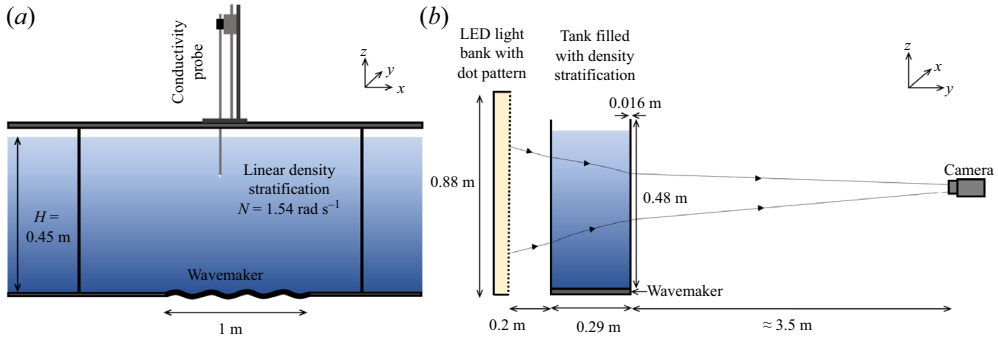 (a)
Conductivity
probe
z
y
x
Linear density
stratification
N = 1.54 rad s⁻¹
H =
0.45 m
Wavemaker
1 m
(b)
LED light
bank with
dot pattern
Tank filled
with density
stratification
z
x
y
0.016 m
0.88 m
0.48 m
Camera
Wavemaker
0.2 m
0.29 m
≈ 3.5 m